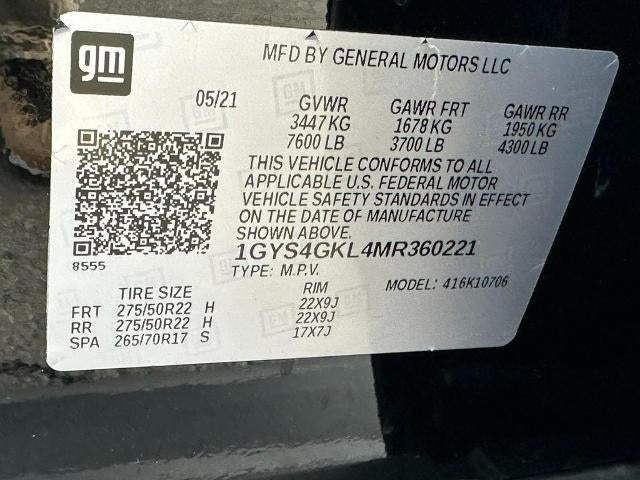 gm
MFD BY GENERAL MOTORS LLC
05/21 GVWR GAWR FRT GAWR RR
3447 KG 1678 KG 1950 KG
7600 LB 3700 LB 4300 LB
THIS VEHICLE CONFORMS TO ALL
APPLICABLE U.S. FEDERAL MOTOR
VEHICLE SAFETY STANDARDS IN EFFECT
ON THE DATE OF MANUFACTURE
SHOWN ABOVE.
1GYS4GKL4MR360221
8555
TYPE: M.P.V. MODEL: 416K10706
TIRE SIZE RIM
FRT 275/50R22 H 22X9J
RR 275/50R22 H 22X9J
SPA 265/70R17 S 17X7J